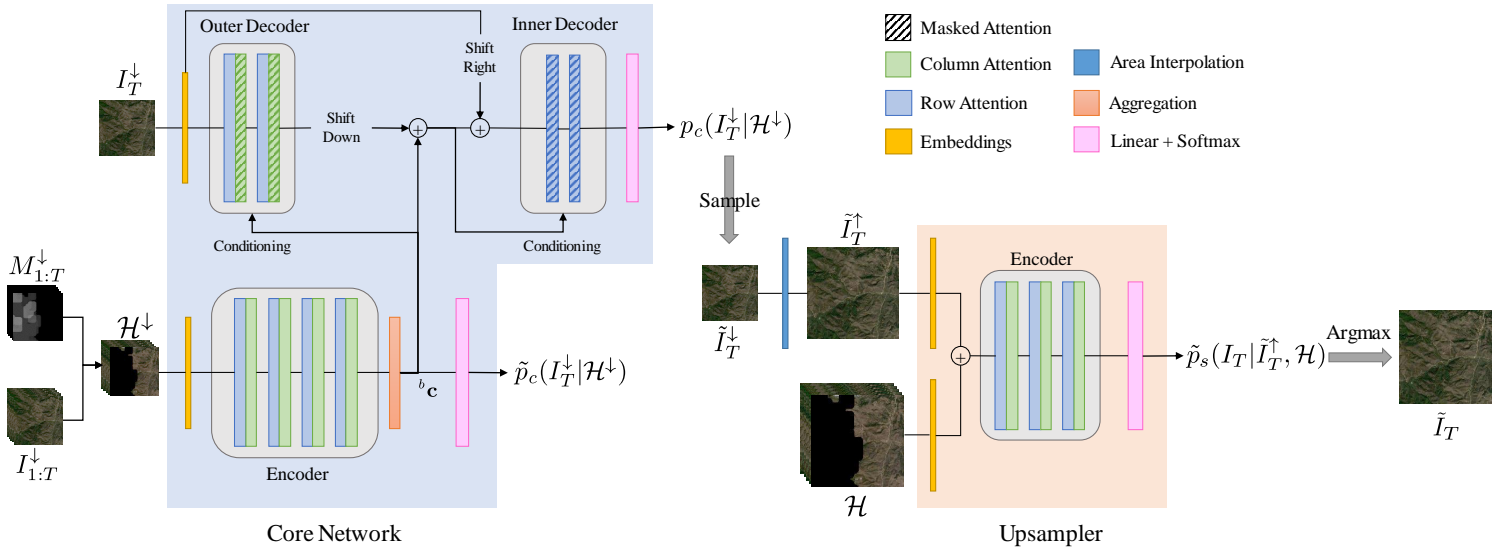 Outer Decoder
Inner Decoder
Masked Attention
Column Attention
Area Interpolation
Row Attention
Aggregation
Embeddings
Linear + Softmax
I_T^↓
Shift
Right
Shift
Down
+
+
p_c(I_T^↓|ℋ^↓)
Conditioning
Conditioning
Sample
M_{1:T}^↓
ℋ^↓
I_{1:T}^↓
ᵇc
p̃_c(I_T^↓|ℋ^↓)
Encoder
Core Network
Ĩ_T^↓
Ĩ_T^↑
Encoder
+
ℋ
p̃_s(I_T|Ĩ_T^↑, ℋ)
Argmax
Ĩ_T
Upsampler